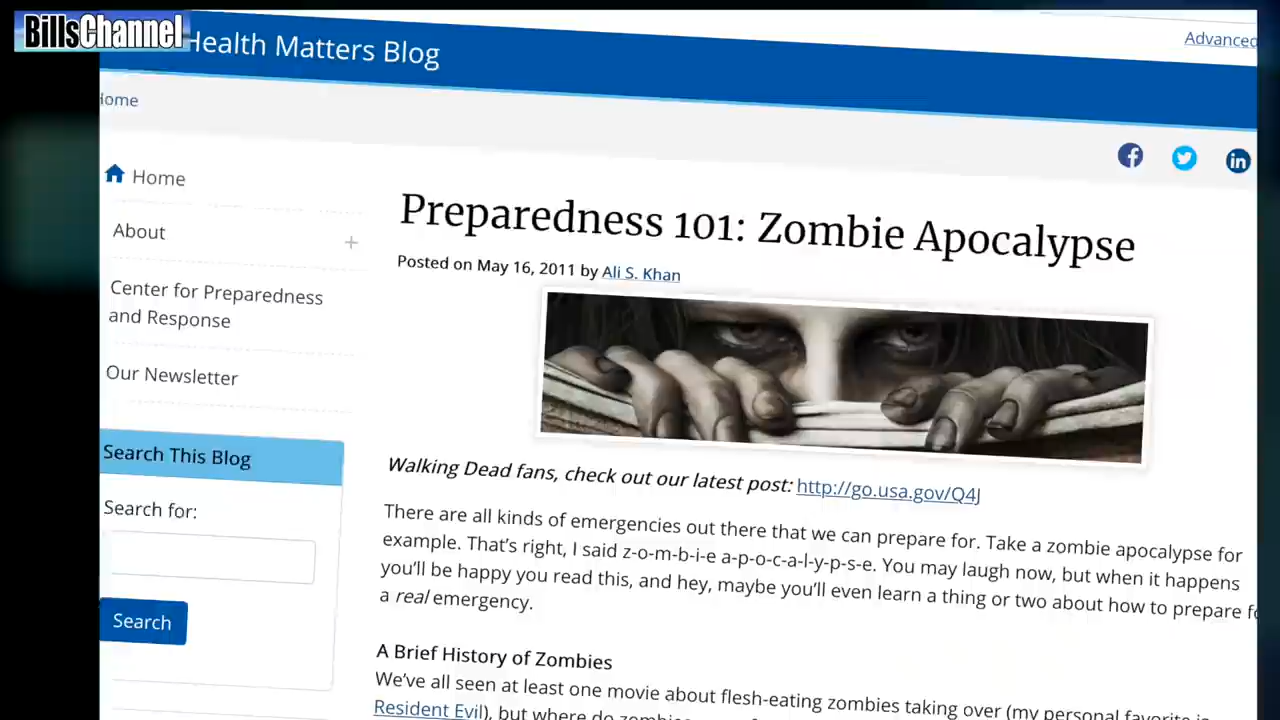 BillsChannel
Health Matters Blog
Advanced
Home
Home
About
Center for Preparedness
and Response
Our Newsletter
Search This Blog
Search for:
Search
Preparedness 101: Zombie Apocalypse
Posted on May 16, 2011 by Ali S. Khan
Walking Dead fans, check out our latest post: http://go.usa.gov/Q4J
There are all kinds of emergencies out there that we can prepare for. Take a zombie apocalypse for
example. That's right, I said z-o-m-b-i-e a-p-o-c-a-l-y-p-s-e. You may laugh now, but when it happens
you'll be happy you read this, and hey, maybe you'll even learn a thing or two about how to prepare
a real emergency.
A Brief History of Zombies
We've all seen at least one movie about flesh-eating zombies taking over (my personal favorite is
Resident Evil), but where do